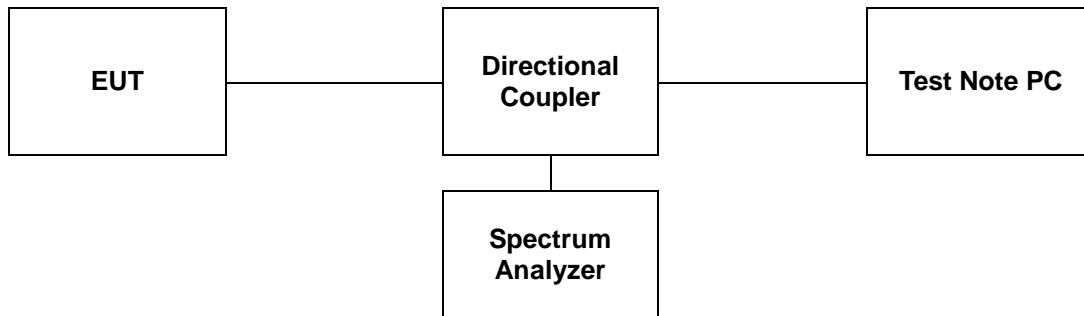 EUT
Directional
Coupler
Test Note PC
Spectrum
Analyzer